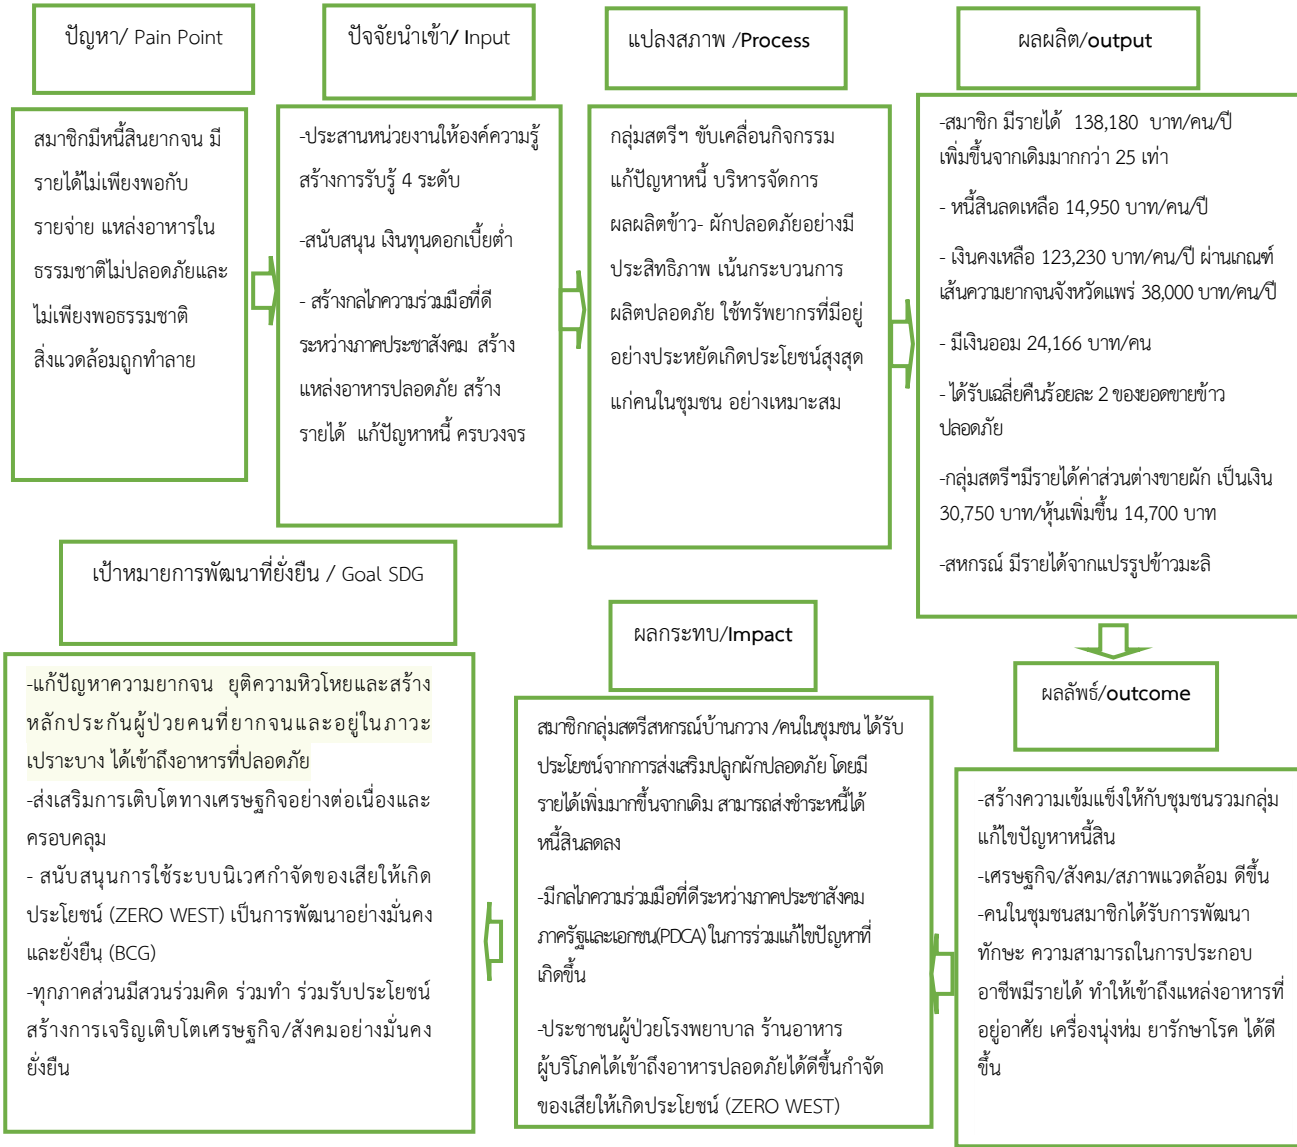 ปัญหา/ Pain Point
สมาชิกมีหนี้สินยากจน มี
รายได้ไม่เพียงพอกับ
รายจ่าย แหล่งอาหารใน
ธรรมชาติไม่ปลอดภัยและ
ไม่เพียงพอธรรมชาติ
สิ่งแวดล้อมถูกทำลาย
ปัจจัยนำเข้า/ Input
-ประสานหน่วยงานให้องค์ความรู้
สร้างการรับรู้ 4 ระดับ
-สนับสนุน เงินทุนดอกเบี้ยต่ำ
- สร้างกลไกความร่วมมือที่ดี
ระหว่างภาคประชาสังคม สร้าง
แหล่งอาหารปลอดภัย สร้าง
รายได้ แก้ปัญหาหนี้ ครบวงจร
แปลงสภาพ /Process
กลุ่มสตรีฯ ขับเคลื่อนกิจกรรม
แก้ปัญหาหนี้ บริหารจัดการ
ผลผลิตข้าว- ผักปลอดภัยอย่างมี
ประสิทธิภาพ เน้นกระบวนการ
ผลิตปลอดภัย ใช้ทรัพยากรที่มีอยู่
อย่างประหยัดเกิดประโยชน์สูงสุด
แก่คนในชุมชน อย่างเหมาะสม
ผลผลิต/output
-สมาชิก มีรายได้ 138,180 บาท/คน/ปี
เพิ่มขึ้นจากเดิมมากกว่า 25 เท่า
- หนี้สินลดเหลือ 14,950 บาท/คน/ปี
- เงินคงเหลือ 123,230 บาท/คน/ปี ผ่านเกณฑ์
เส้นความยากจนจังหวัดแพร่ 38,000 บาท/คน/ปี
- มีเงินออม 24,166 บาท/คน
- ได้รับเฉลี่ยคืนร้อยละ 2 ของยอดขายข้าว
ปลอดภัย
-กลุ่มสตรีฯมีรายได้ค่าส่วนต่างขายผัก เป็นเงิน
30,750 บาท/หุ้นเพิ่มขึ้น 14,700 บาท
-สหกรณ์ มีรายได้จากแปรรูปข้าวมะลิ
ผลลัพธ์/outcome
-สร้างความเข้มแข็งให้กับชุมชนรวมกลุ่ม
แก้ไขปัญหาหนี้สิน
-เศรษฐกิจ/สังคม/สภาพแวดล้อม ดีขึ้น
-คนในชุมชนสมาชิกได้รับการพัฒนา
ทักษะ ความสามารถในการประกอบ
อาชีพมีรายได้ ทำให้เข้าถึงแหล่งอาหารที่
อยู่อาศัย เครื่องนุ่งห่ม ยารักษาโรค ได้ดี
ขึ้น
ผลกระทบ/Impact
สมาชิกกลุ่มสตรีสหกรณ์บ้านกวาง /คนในชุมชน ได้รับ
ประโยชน์จากการส่งเสริมปลูกผักปลอดภัย โดยมี
รายได้เพิ่มมากขึ้นจากเดิม สามารถส่งชำระหนี้ได้
หนี้สินลดลง
-มีกลไกความร่วมมือที่ดีระหว่างภาคประชาสังคม
ภาครัฐและเอกชน(PDCA) ในการร่วมแก้ไขปัญหาที่
เกิดขึ้น
-ประชาชนผู้ป่วยโรงพยาบาล ร้านอาหาร
ผู้บริโภคได้เข้าถึงอาหารปลอดภัยได้ดีขึ้นกำจัด
ของเสียให้เกิดประโยชน์ (ZERO WEST)
เป้าหมายการพัฒนาที่ยั่งยืน / Goal SDG
-แก้ปัญหาความยากจน ยุติความหิวโหยและสร้าง
หลักประกันผู้ป่วยคนที่ยากจนและอยู่ในภาวะ
เปราะบาง ได้เข้าถึงอาหารที่ปลอดภัย
-ส่งเสริมการเติบโตทางเศรษฐกิจอย่างต่อเนื่องและ
ครอบคลุม
- สนับสนุนการใช้ระบบนิเวศกำจัดของเสียให้เกิด
ประโยชน์ (ZERO WEST) เป็นการพัฒนาอย่างมั่นคง
และยั่งยืน (BCG)
-ทุกภาคส่วนมีสวนร่วมคิด ร่วมทำ ร่วมรับประโยชน์
สร้างการเจริญเติบโตเศรษฐกิจ/สังคมอย่างมั่นคง
ยั่งยืน